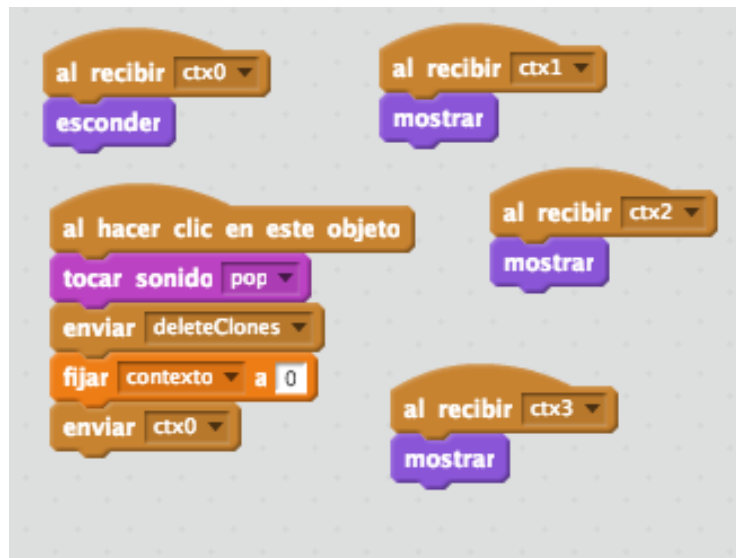 al recibir ctx0
esconder
al recibir ctx1
mostrar
al hacer clic en este objeto
tocar sonido pop
enviar deleteClones
fijar contexto a 0
enviar ctx0
al recibir ctx2
mostrar
al recibir ctx3
mostrar